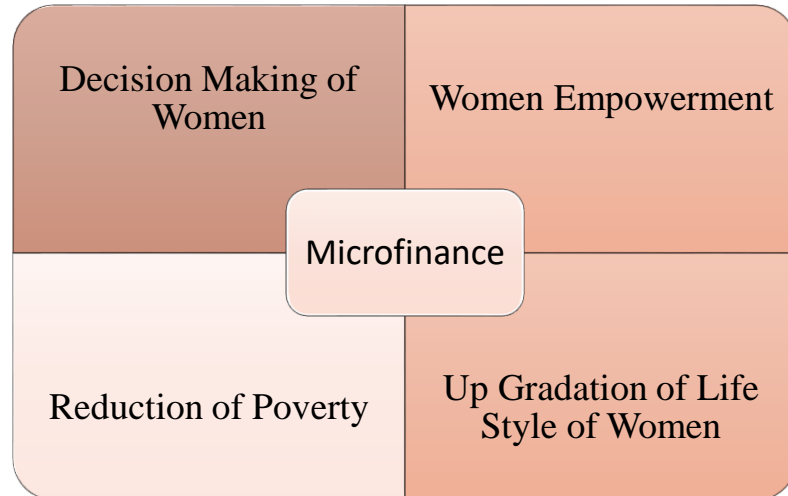 Decision Making of
Women
Women Empowerment
Microfinance
Reduction of Poverty
Up Gradation of Life
Style of Women